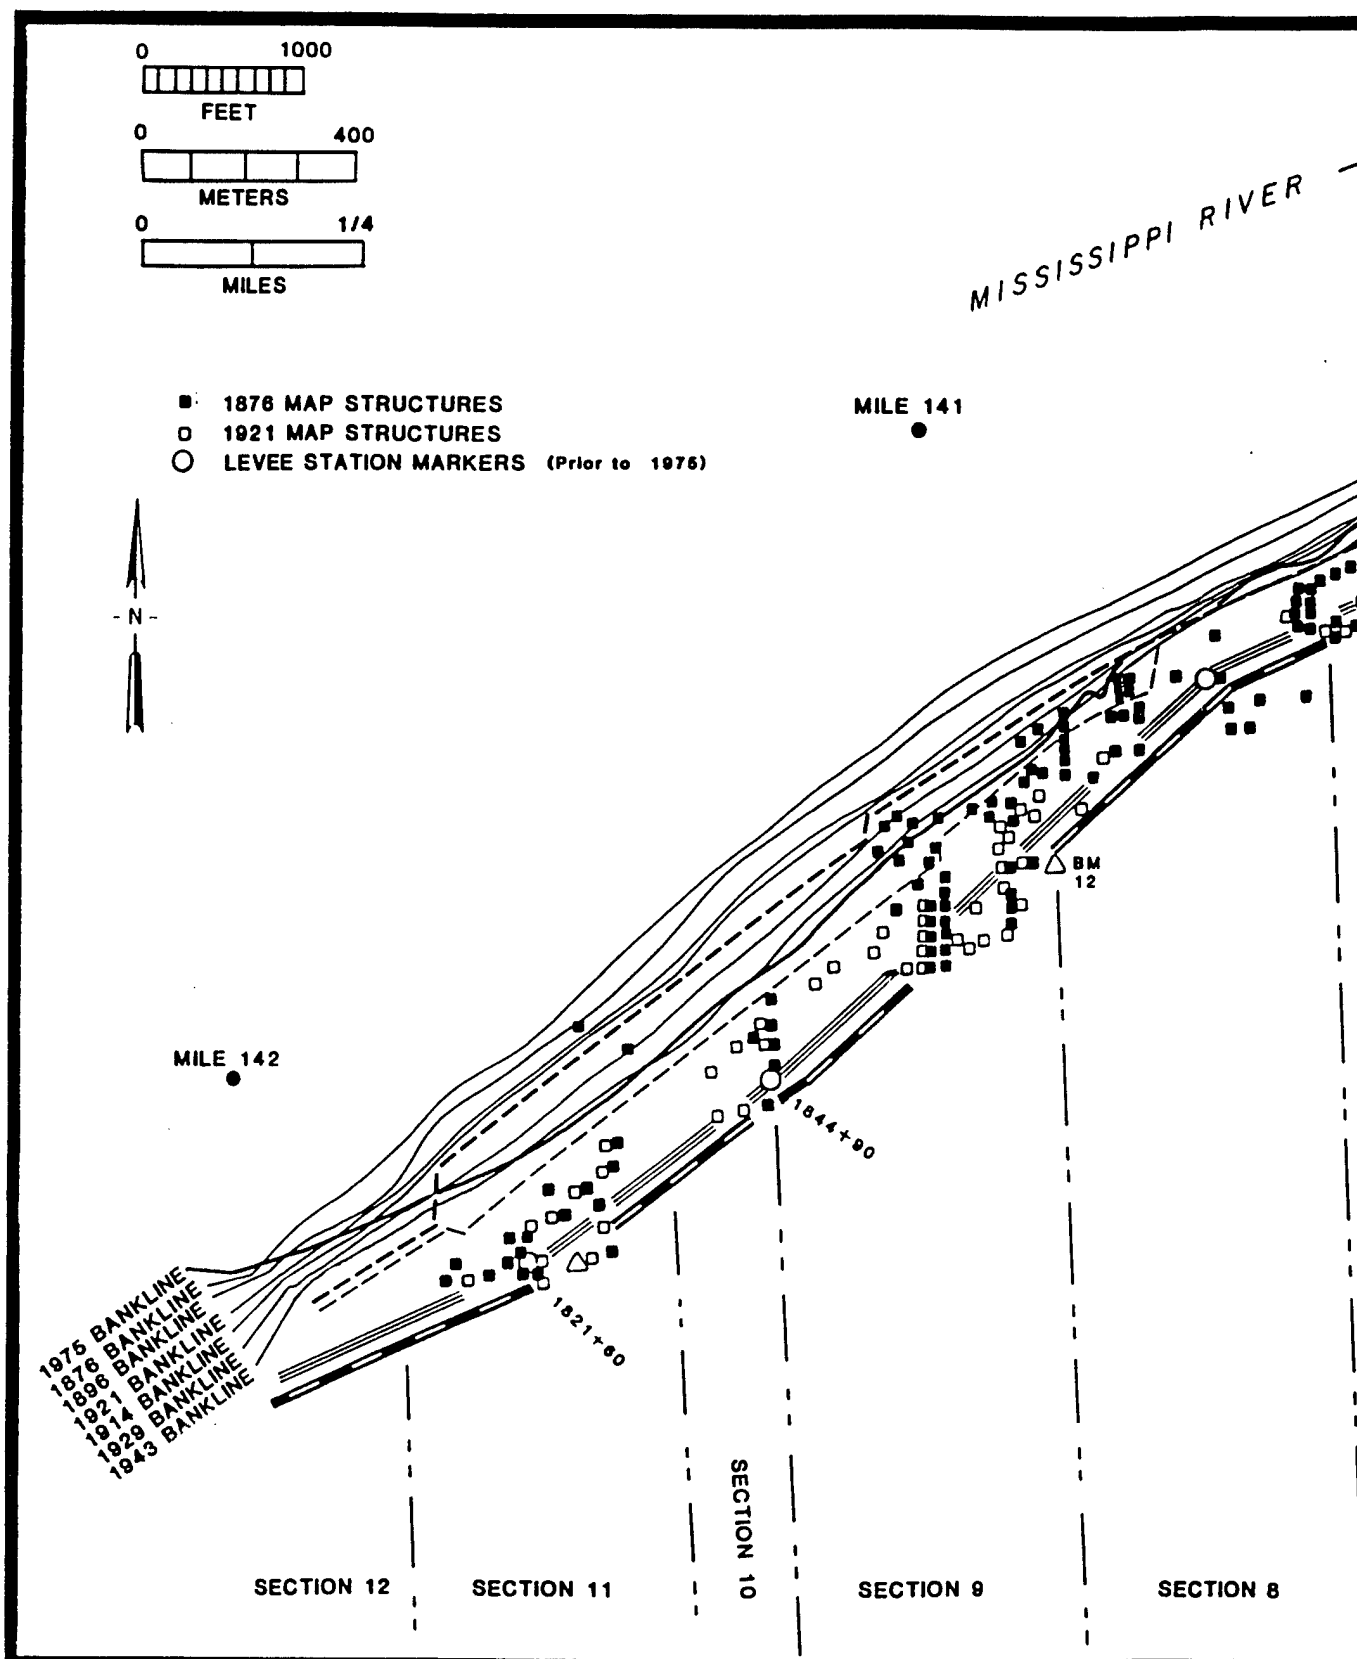 0 1000
FEET
0 400
METERS
0 1/4
MILES
MISSISSIPPI RIVER
1876 MAP STRUCTURES
1921 MAP STRUCTURES
LEVEE STATION MARKERS (Prior to 1975)
MILE 141
- N -
BM
12
MILE 142
1844+90
1821+60
1975 BANKLINE
1876 BANKLINE
1896 BANKLINE
1921 BANKLINE
1914 BANKLINE
1929 BANKLINE
1943 BANKLINE
SECTION 12
SECTION 11
SECTION 10
SECTION 9
SECTION 8